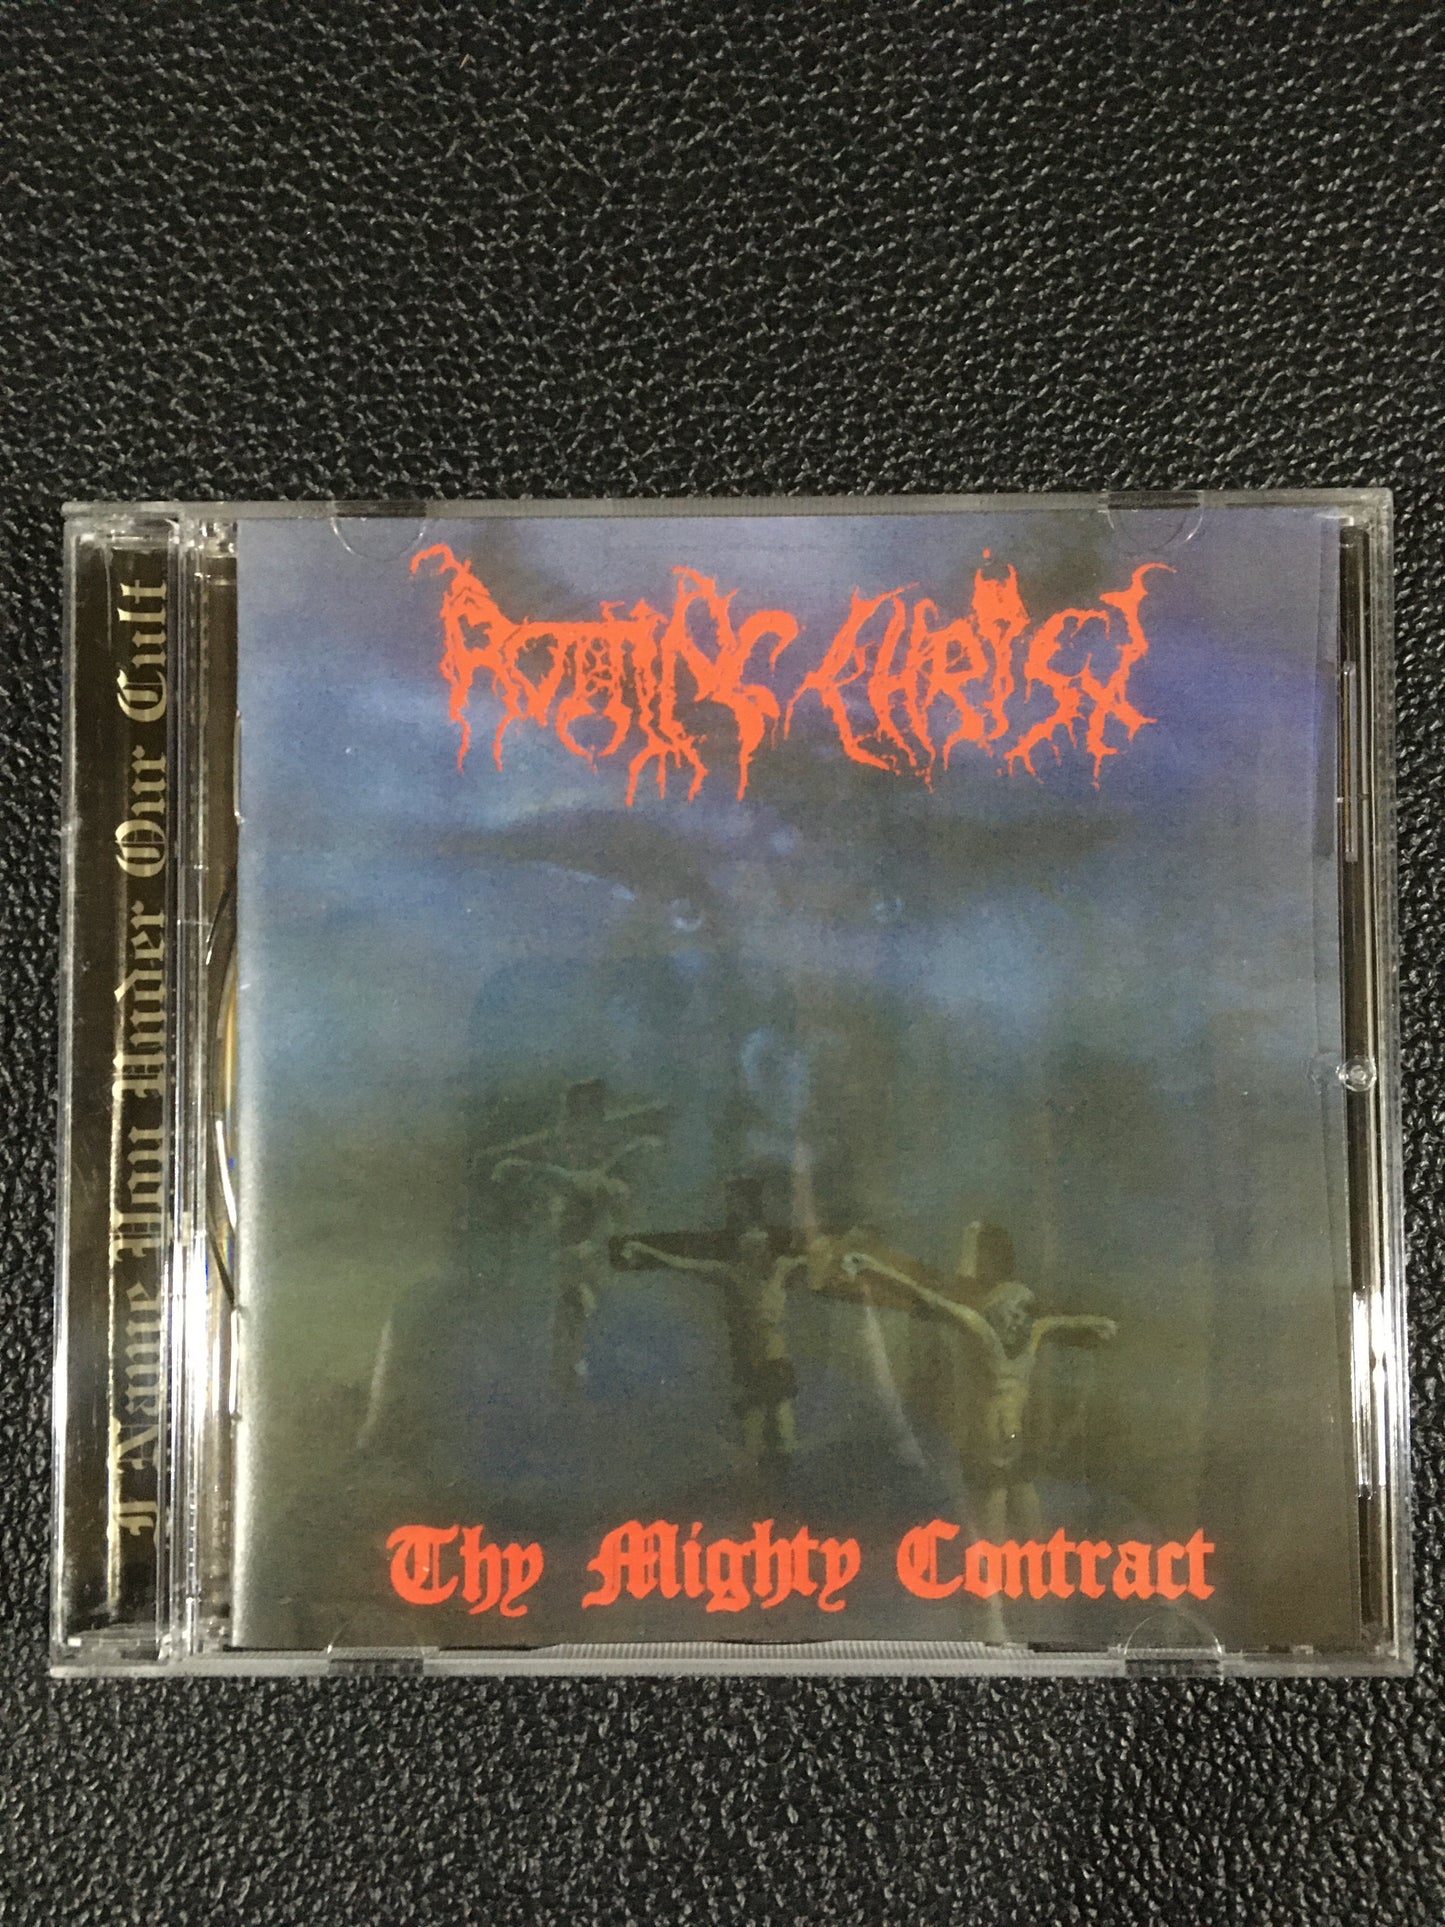 Rotting Christ
I Name You Under Our Cult
Thy Mighty Contract